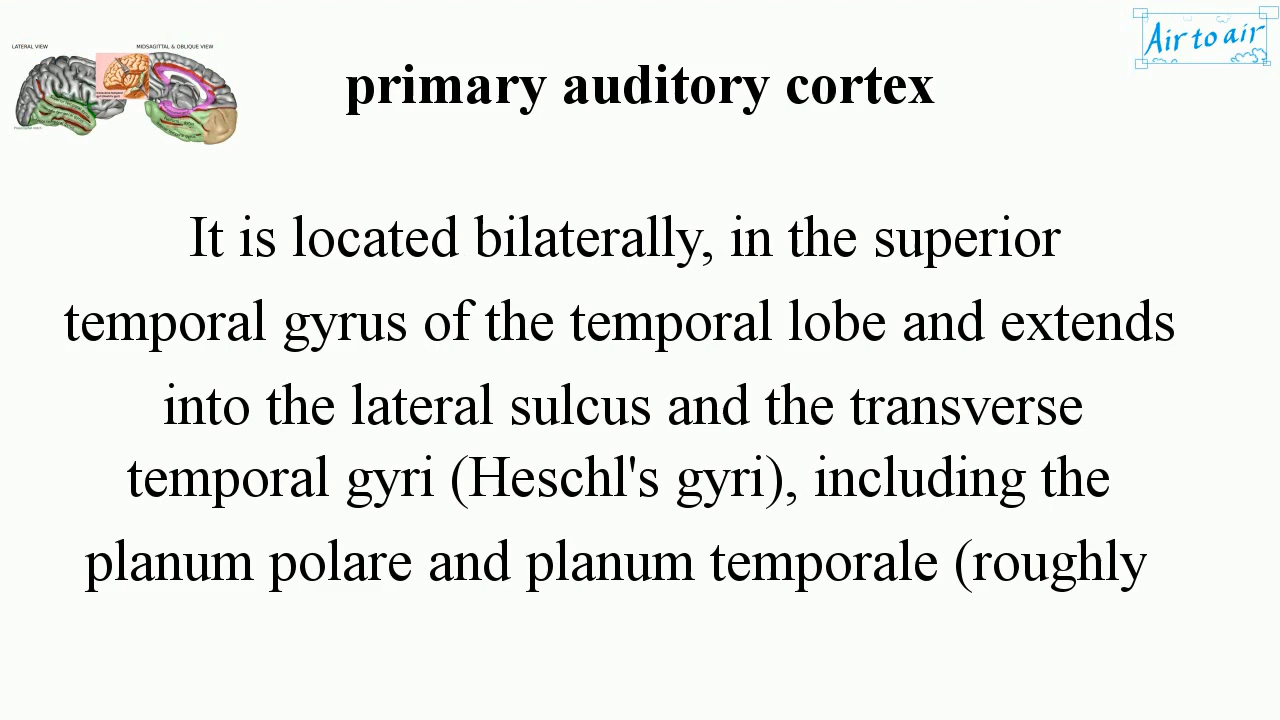 LATERAL VIEW
MIDSAGITTAL & OBLIQUE VIEW
Air to air
primary auditory cortex
It is located bilaterally, in the superior
temporal gyrus of the temporal lobe and extends
into the lateral sulcus and the transverse
temporal gyri (Heschl's gyri), including the
planum polare and planum temporale (roughly